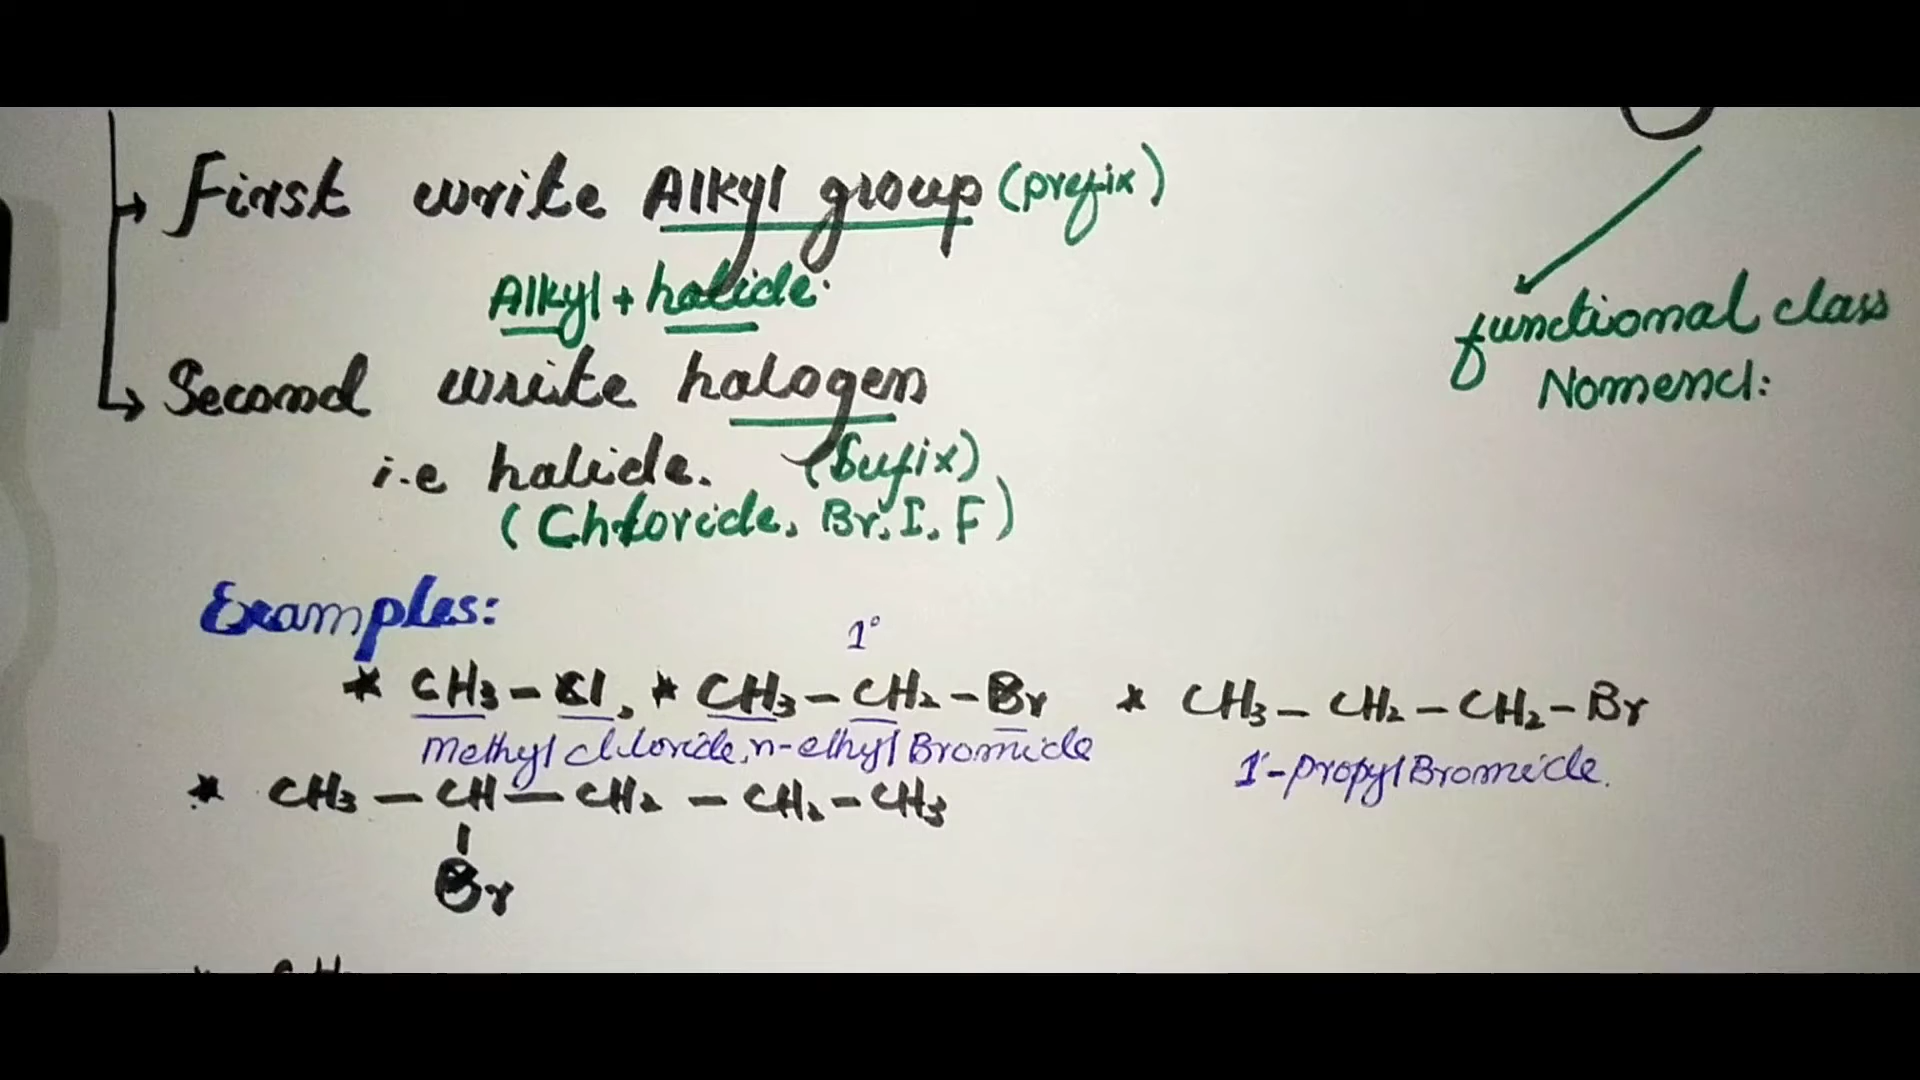 First write Alkyl group (prefix)
Alkyl + halide.
functional class
Nomencl:
Second write halogen
i.e halide. (Sufix)
(Chloride, Br, I, F)
Examples:
1°
* CH₃ – Cl, * CH₃ – CH₂ – Br * CH₃ – CH₂ – CH₂ – Br
Methyl chloride, n-ethyl Bromide 1°-propyl Bromide.
* CH₃ – CH – CH₂ – CH₂ – CH₃
Br